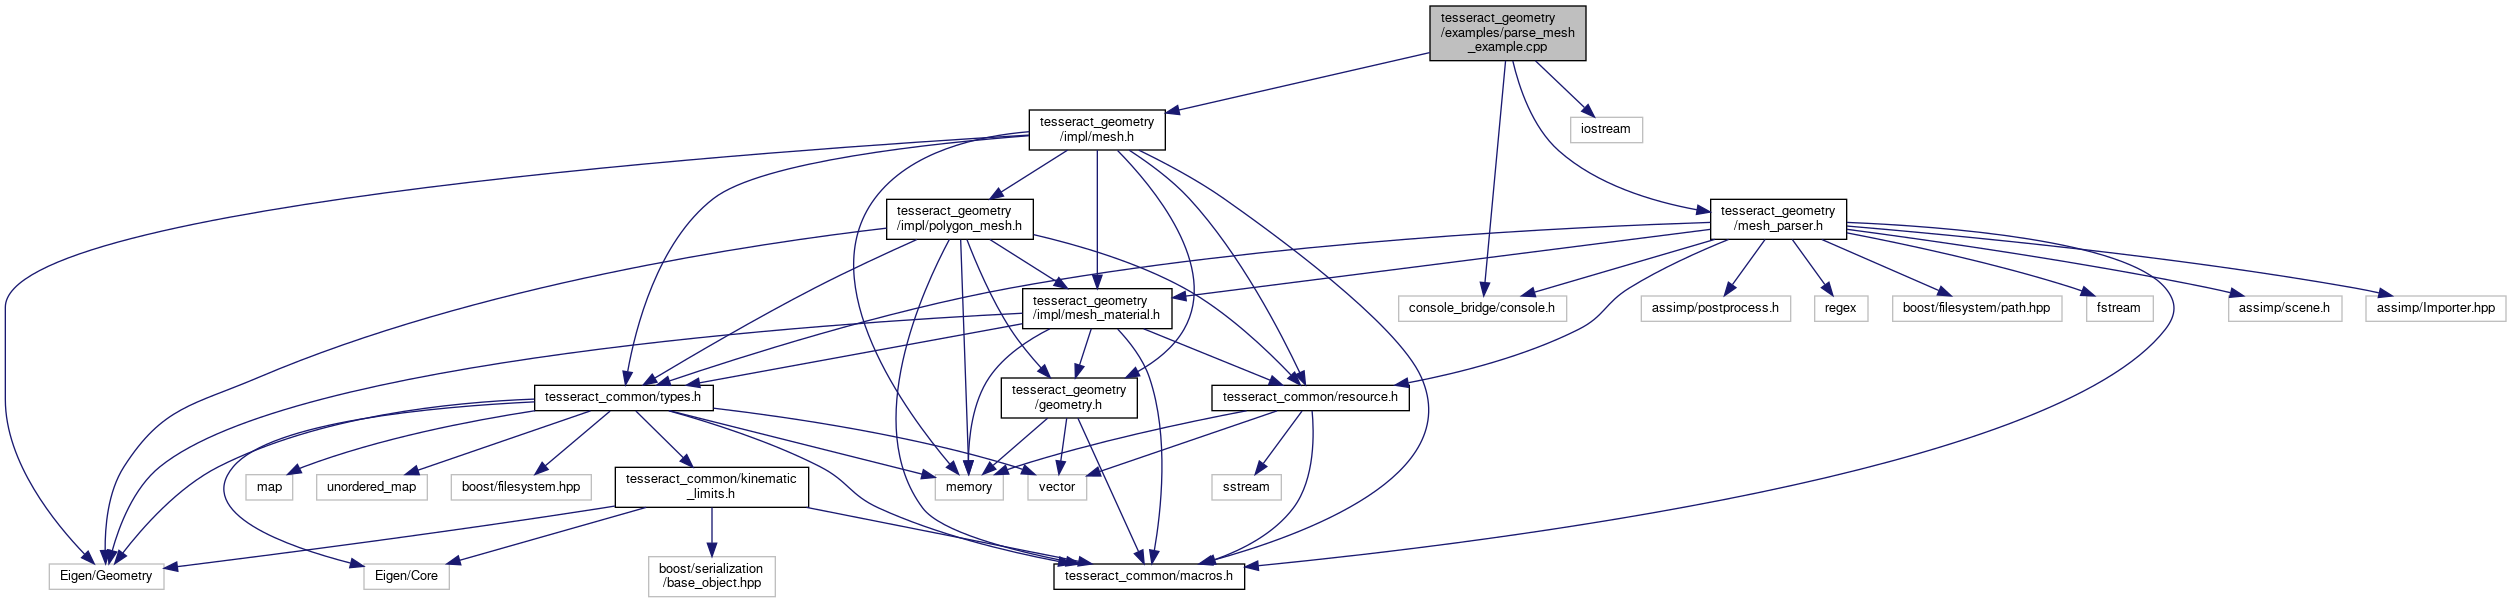 tesseract_geometry
/examples/parse_mesh
_example.cpp
tesseract_geometry
/impl/mesh.h
iostream
tesseract_geometry
/impl/polygon_mesh.h
tesseract_geometry
/mesh_parser.h
tesseract_geometry
/impl/mesh_material.h
console_bridge/console.h
assimp/postprocess.h
regex
boost/filesystem/path.hpp
fstream
assimp/scene.h
assimp/Importer.hpp
tesseract_common/types.h
tesseract_geometry
/geometry.h
tesseract_common/resource.h
map
unordered_map
boost/filesystem.hpp
tesseract_common/kinematic
_limits.h
memory
vector
sstream
Eigen/Geometry
Eigen/Core
boost/serialization
/base_object.hpp
tesseract_common/macros.h